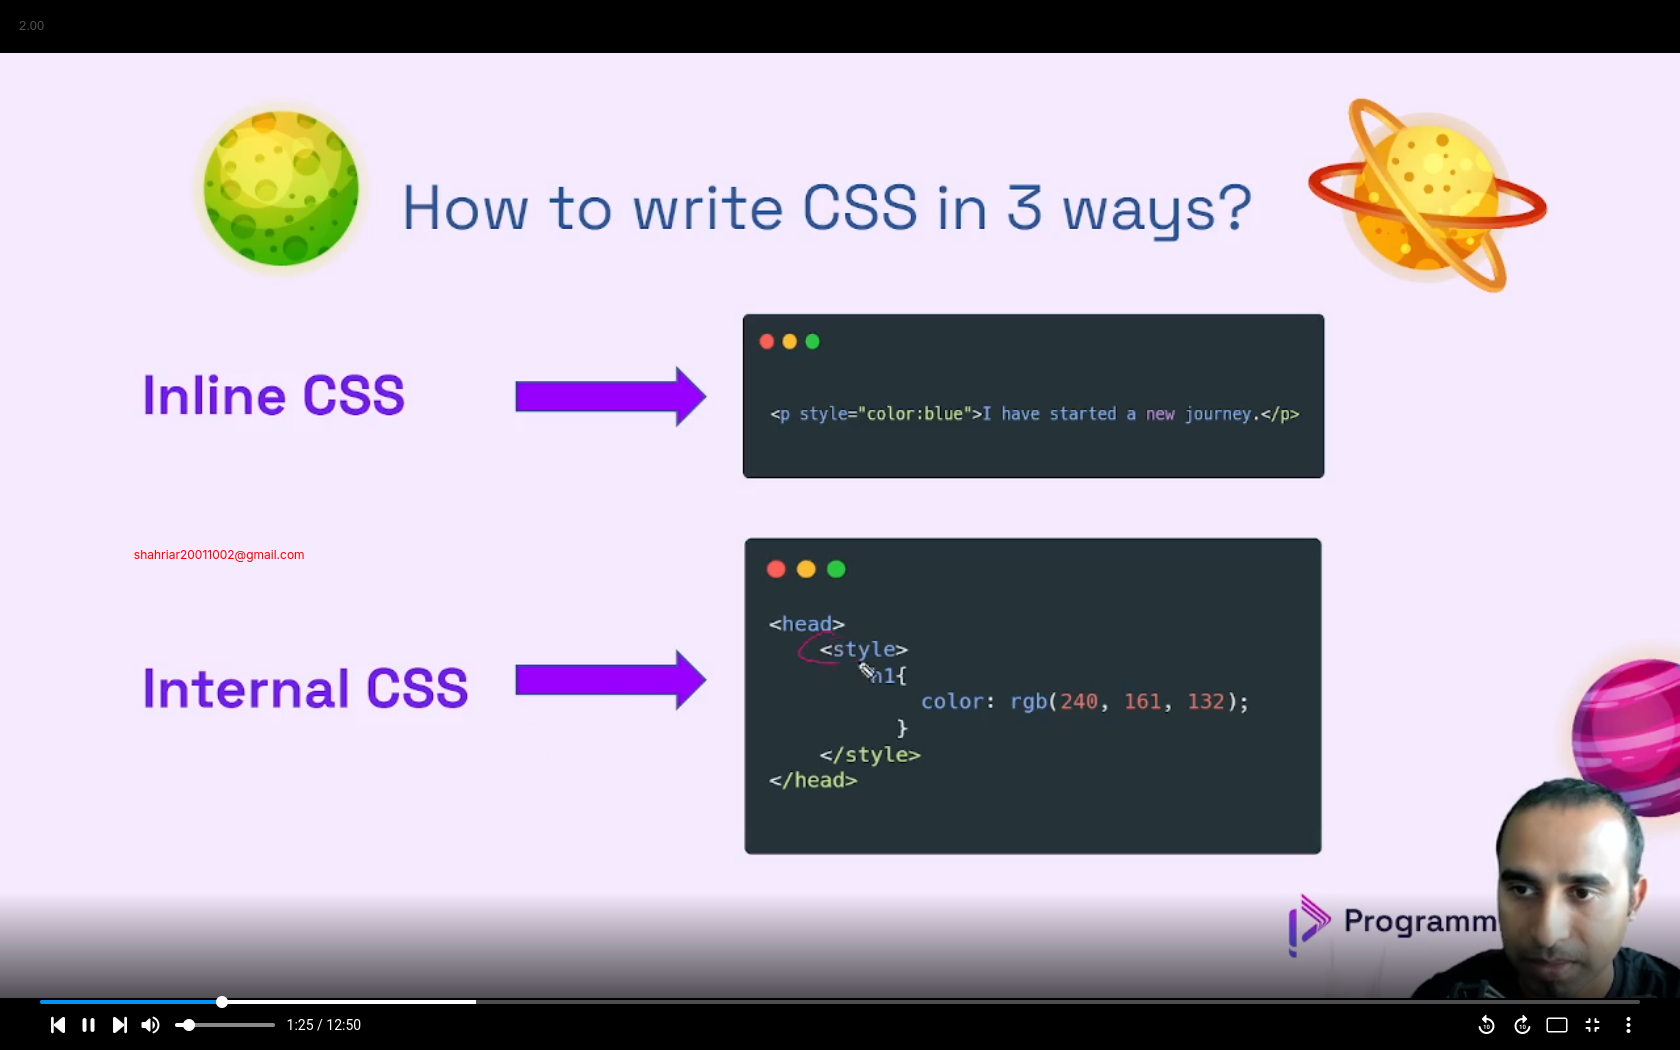 2.00
How to write CSS in 3 ways?
Inline CSS
<p style="color:blue">I have started a new journey.</p>
shahriar20011002@gmail.com
Internal CSS
<head>
<style>
h1{
color: rgb(240, 161, 132);
}
</style>
</head>
Programm
1:25 / 12:50
10
10